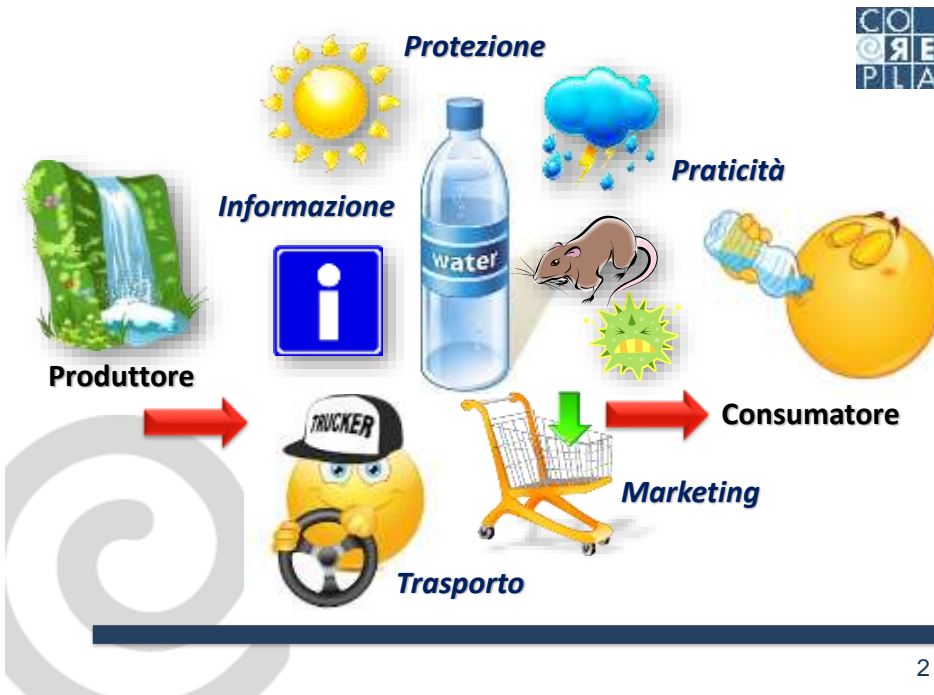 Protezione
CO
RE
PLA
Praticità
Informazione
water
i
Produttore
Consumatore
TRUCKER
Marketing
Trasporto
2